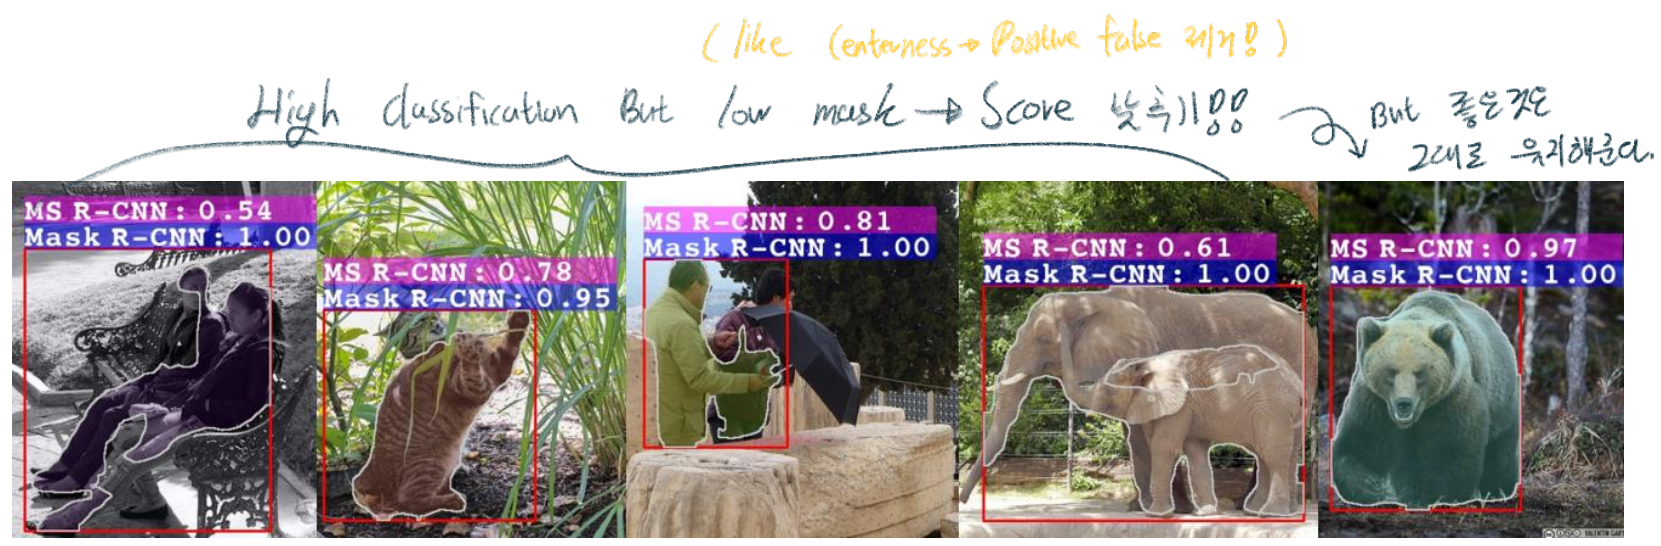 (like Centerness → Positive false 제거!)
High classification But low mask → Score 낮추기!!
But 좋은것은
그대로 유지해준다.
MS R-CNN: 0.54
Mask R-CNN: 1.00
MS R-CNN: 0.78
Mask R-CNN: 0.95
MS R-CNN: 0.81
Mask R-CNN: 1.00
MS R-CNN: 0.61
Mask R-CNN: 1.00
MS R-CNN: 0.97
Mask R-CNN: 1.00